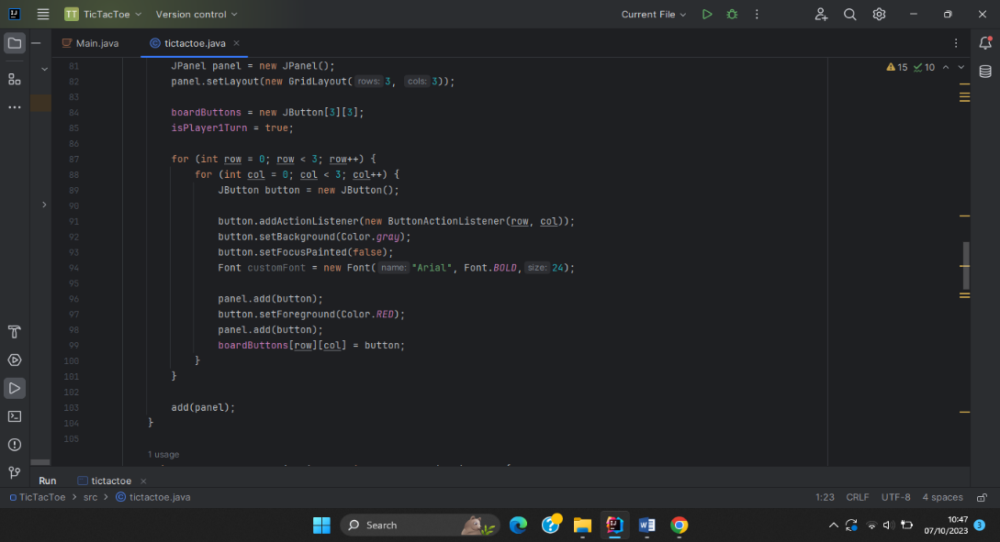 TT TicTacToe Version control Current File
Main.java tictactoe.java
15 10
81 JPanel panel = new JPanel();
82 panel.setLayout(new GridLayout( rows: 3, cols: 3));
83
84 boardButtons = new JButton[3][3];
85 isPlayer1Turn = true;
86
87 for (int row = 0; row < 3; row++) {
88 for (int col = 0; col < 3; col++) {
89 JButton button = new JButton();
90
91 button.addActionListener(new ButtonActionListener(row, col));
92 button.setBackground(Color.gray);
93 button.setFocusPainted(false);
94 Font customFont = new Font( name: "Arial", Font.BOLD, size: 24);
95
96 panel.add(button);
97 button.setForeground(Color.RED);
98 panel.add(button);
99 boardButtons[row][col] = button;
100 }
101 }
102
103 add(panel);
104 }
105
1 usage
Run tictactoe
TicTacToe > src > tictactoe.java 1:23 CRLF UTF-8 4 spaces
Search
10:47
07/10/2023
3